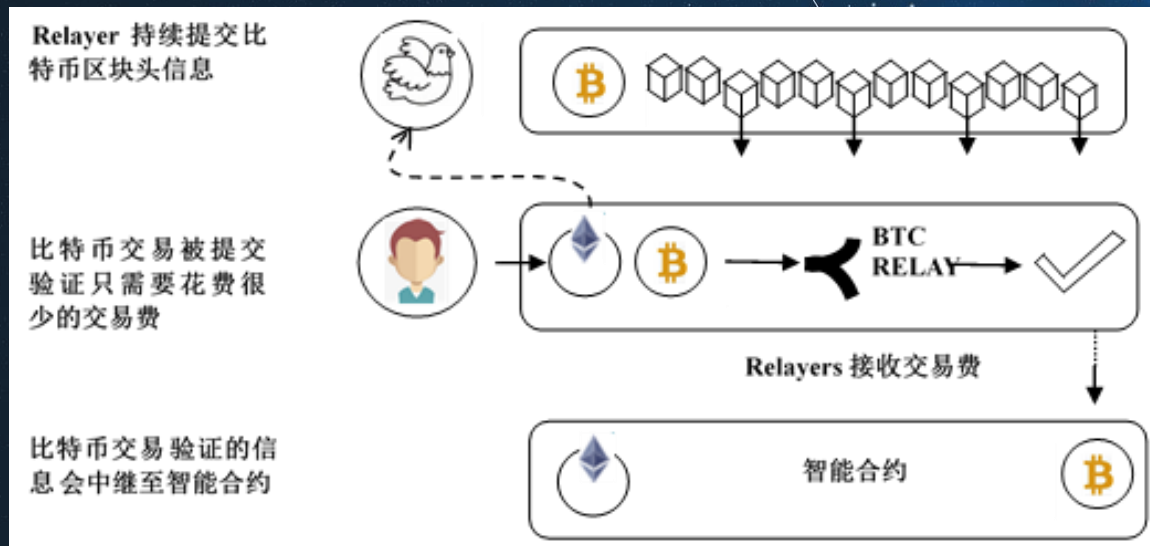 Relayer 持续提交比
特币区块头信息
比特币交易被提交
验证只需要花费很
少的交易费
BTC
RELAY
Relayers 接收交易费
比特币交易验证的信
息会中继至智能合约
智能合约